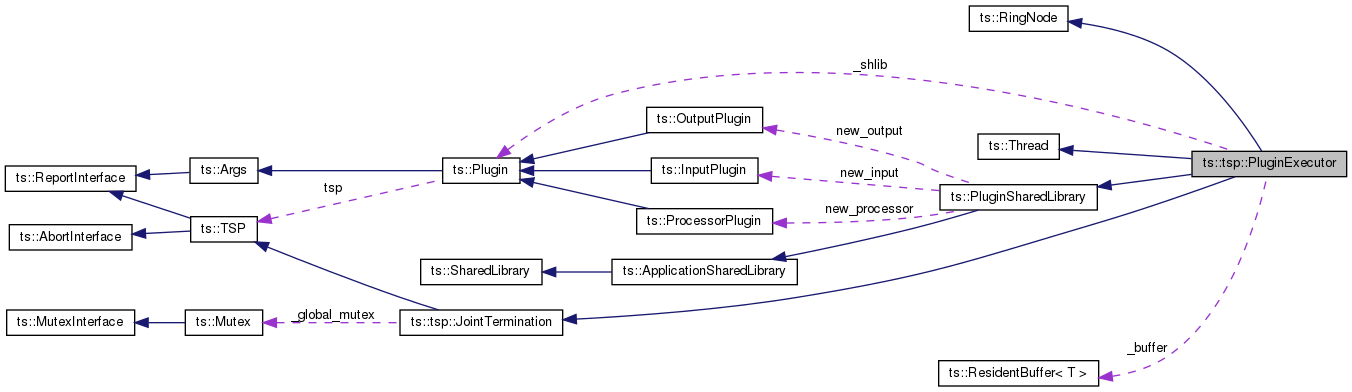 ts::RingNode
_shlib
ts::OutputPlugin
new_output
ts::Thread
ts::tsp::PluginExecutor
ts::Args
ts::Plugin
ts::InputPlugin
new_input
ts::ReportInterface
tsp
ts::PluginSharedLibrary
new_processor
ts::ProcessorPlugin
ts::TSP
ts::AbortInterface
ts::SharedLibrary
ts::ApplicationSharedLibrary
_global_mutex
ts::MutexInterface
ts::Mutex
ts::tsp::JointTermination
_buffer
ts::ResidentBuffer< T >